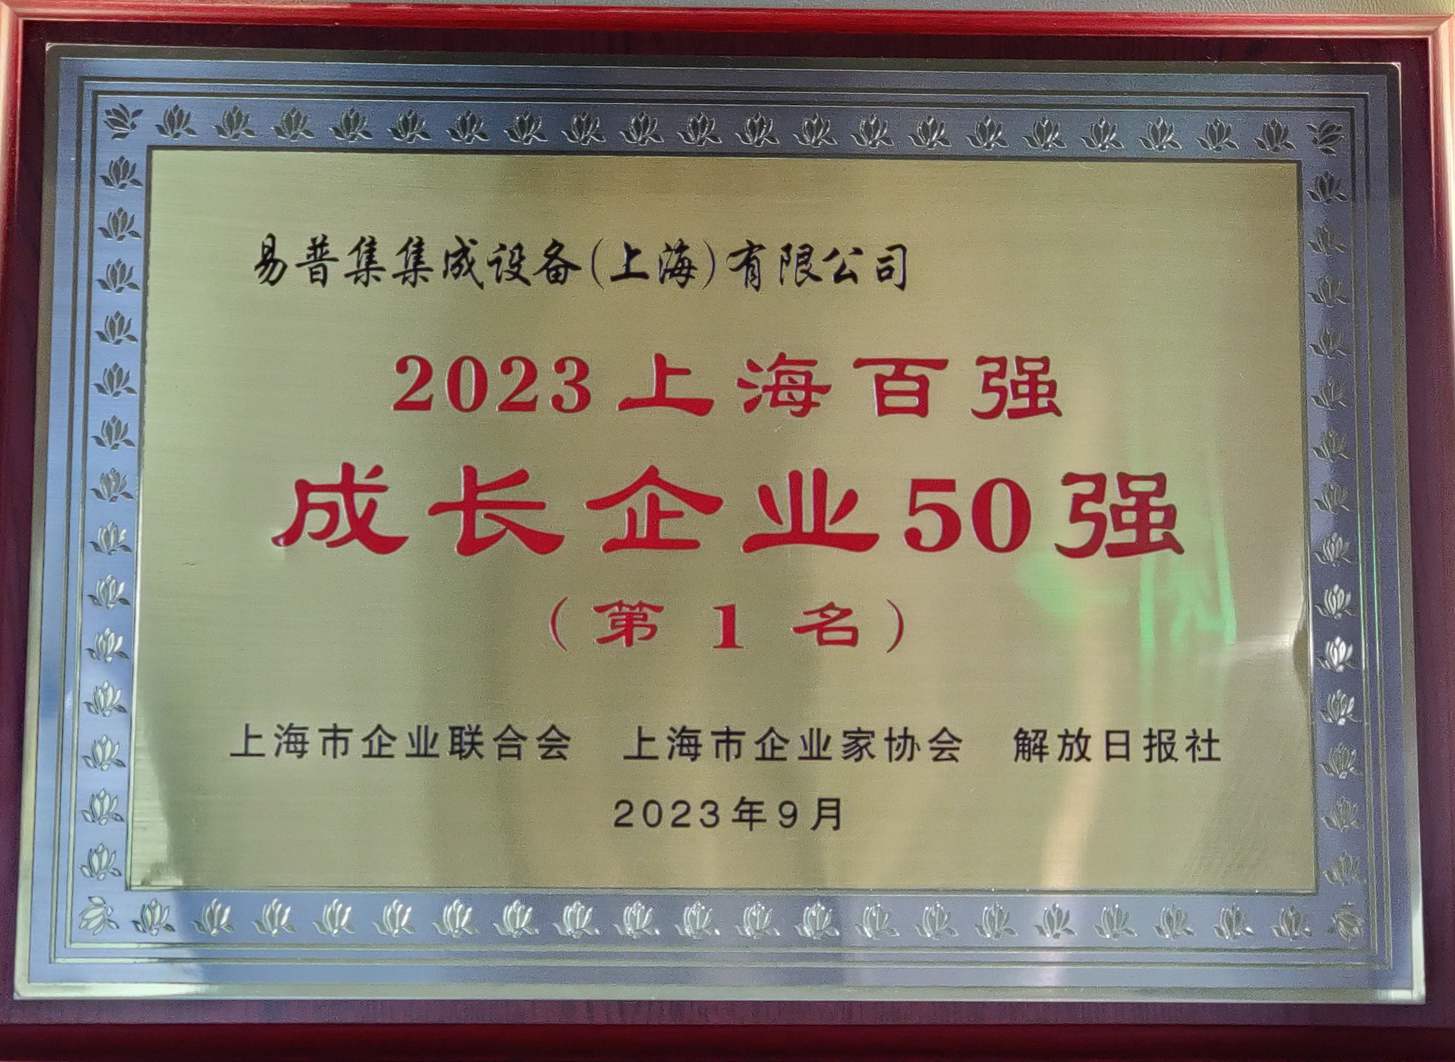 易普集集成设备(上海)有限公司
2023上海百强
成长企业50强
(第1名)
上海市企业联合会 上海市企业家协会 解放日报社
2023年9月